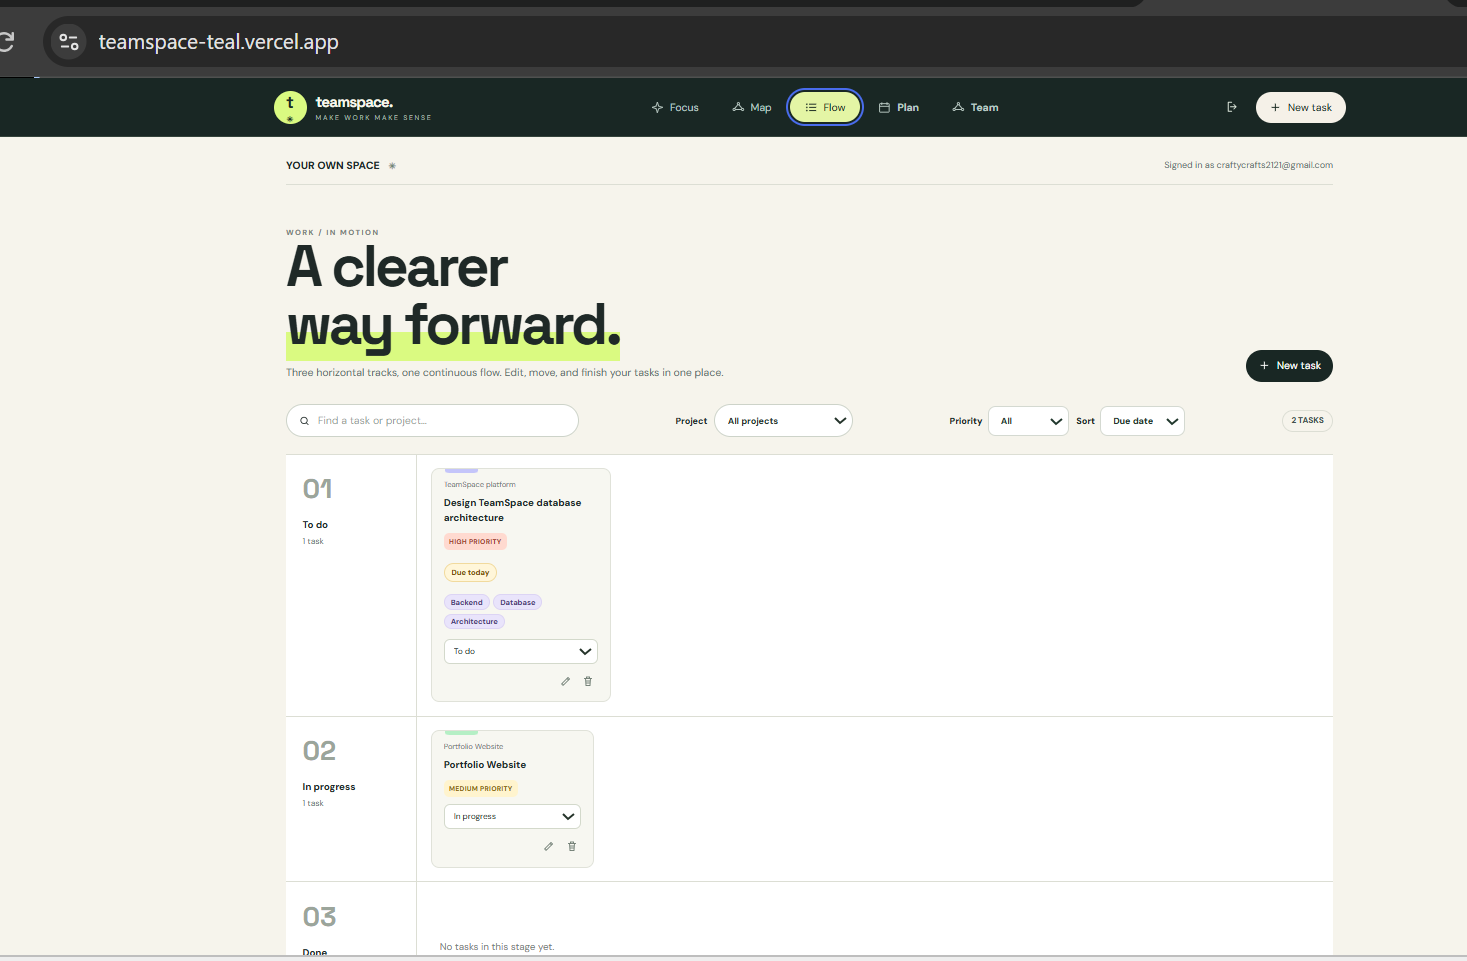 teamspace-teal.vercel.app
t
teamspace.
MAKE WORK MAKE SENSE
Focus
Map
Flow
Plan
Team
+ New task
YOUR OWN SPACE
Signed in as craftycrafts2121@gmail.com
WORK / IN MOTION
A clearer
way forward.
Three horizontal tracks, one continuous flow. Edit, move, and finish your tasks in one place.
+ New task
Find a task or project...
Project
All projects
Priority
All
Sort
Due date
2 TASKS
01
To do
1 task
TeamSpace platform
Design TeamSpace database
architecture
HIGH PRIORITY
Due today
Backend
Database
Architecture
To do
02
In progress
1 task
Portfolio Website
Portfolio Website
MEDIUM PRIORITY
In progress
03
Done
No tasks in this stage yet.